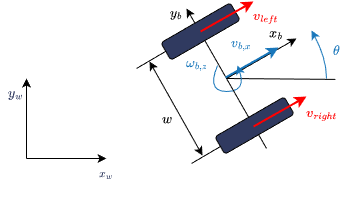 y_b
v_left
x_b
v_b,x
θ
ω_b,z
y_w
w
v_right
x_w